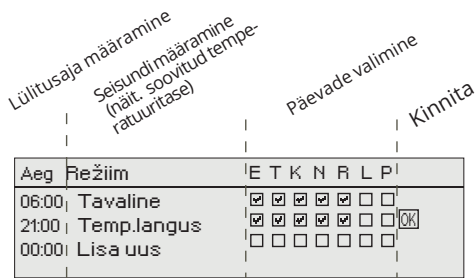 Lülitusaja määramine
Seisundi määramine
(näit. soovitud tempe-
ratuuritase)
Päevade valimine
Kinnita
Aeg Režiim E T K N R L P
06:00 Tavaline
21:00 Temp.langus OK
00:00 Lisa uus